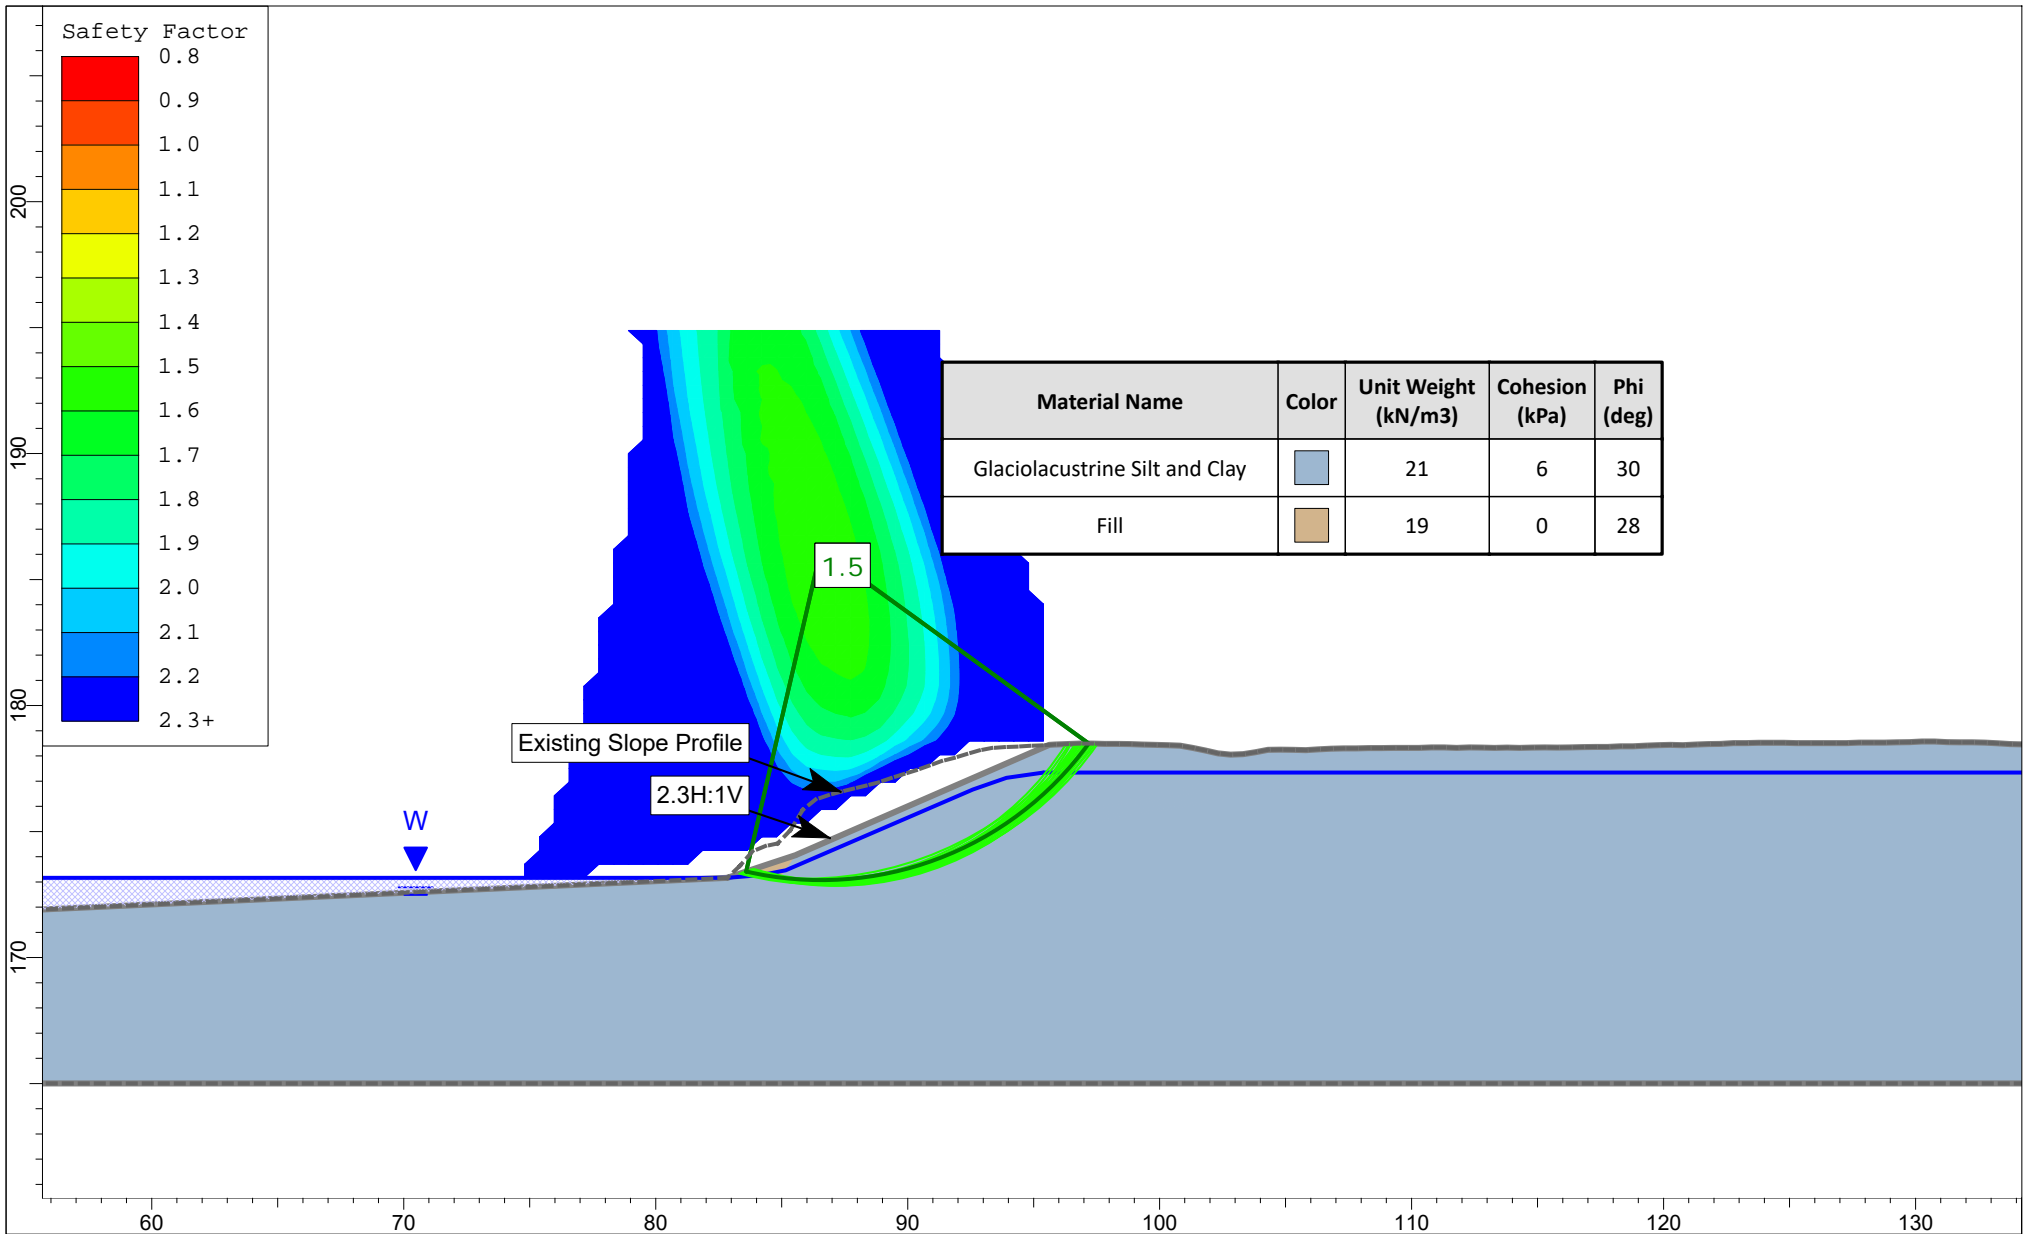 Safety Factor
0.8
0.9
1.0
1.1
1.2
1.3
1.4
1.5
1.6
1.7
1.8
1.9
2.0
2.1
2.2
2.3+
200
190
180
170
Material Name Color Unit Weight (kN/m3) Cohesion (kPa) Phi (deg)
Glaciolacustrine Silt and Clay 21 6 30
Fill 19 0 28
1.5
Existing Slope Profile
2.3H:1V
W
60 70 80 90 100 110 120 130